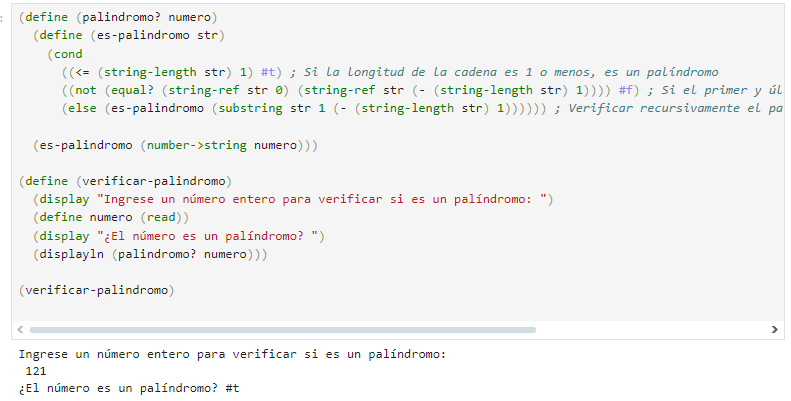 (define (palindromo? numero)
  (define (es-palindromo str)
    (cond
      ((<= (string-length str) 1) #t) ; Si la longitud de la cadena es 1 o menos, es un palíndromo
      ((not (equal? (string-ref str 0) (string-ref str (- (string-length str) 1)))) #f) ; Si el primer y úl
      (else (es-palindromo (substring str 1 (- (string-length str) 1)))))) ; Verificar recursivamente el pa
  (es-palindromo (number->string numero)))
(define (verificar-palindromo)
  (display "Ingrese un número entero para verificar si es un palíndromo: ")
  (define numero (read))
  (display "¿El número es un palíndromo? ")
  (displayln (palindromo? numero)))
(verificar-palindromo)
Ingrese un número entero para verificar si es un palíndromo:
 121
¿El número es un palíndromo? #t